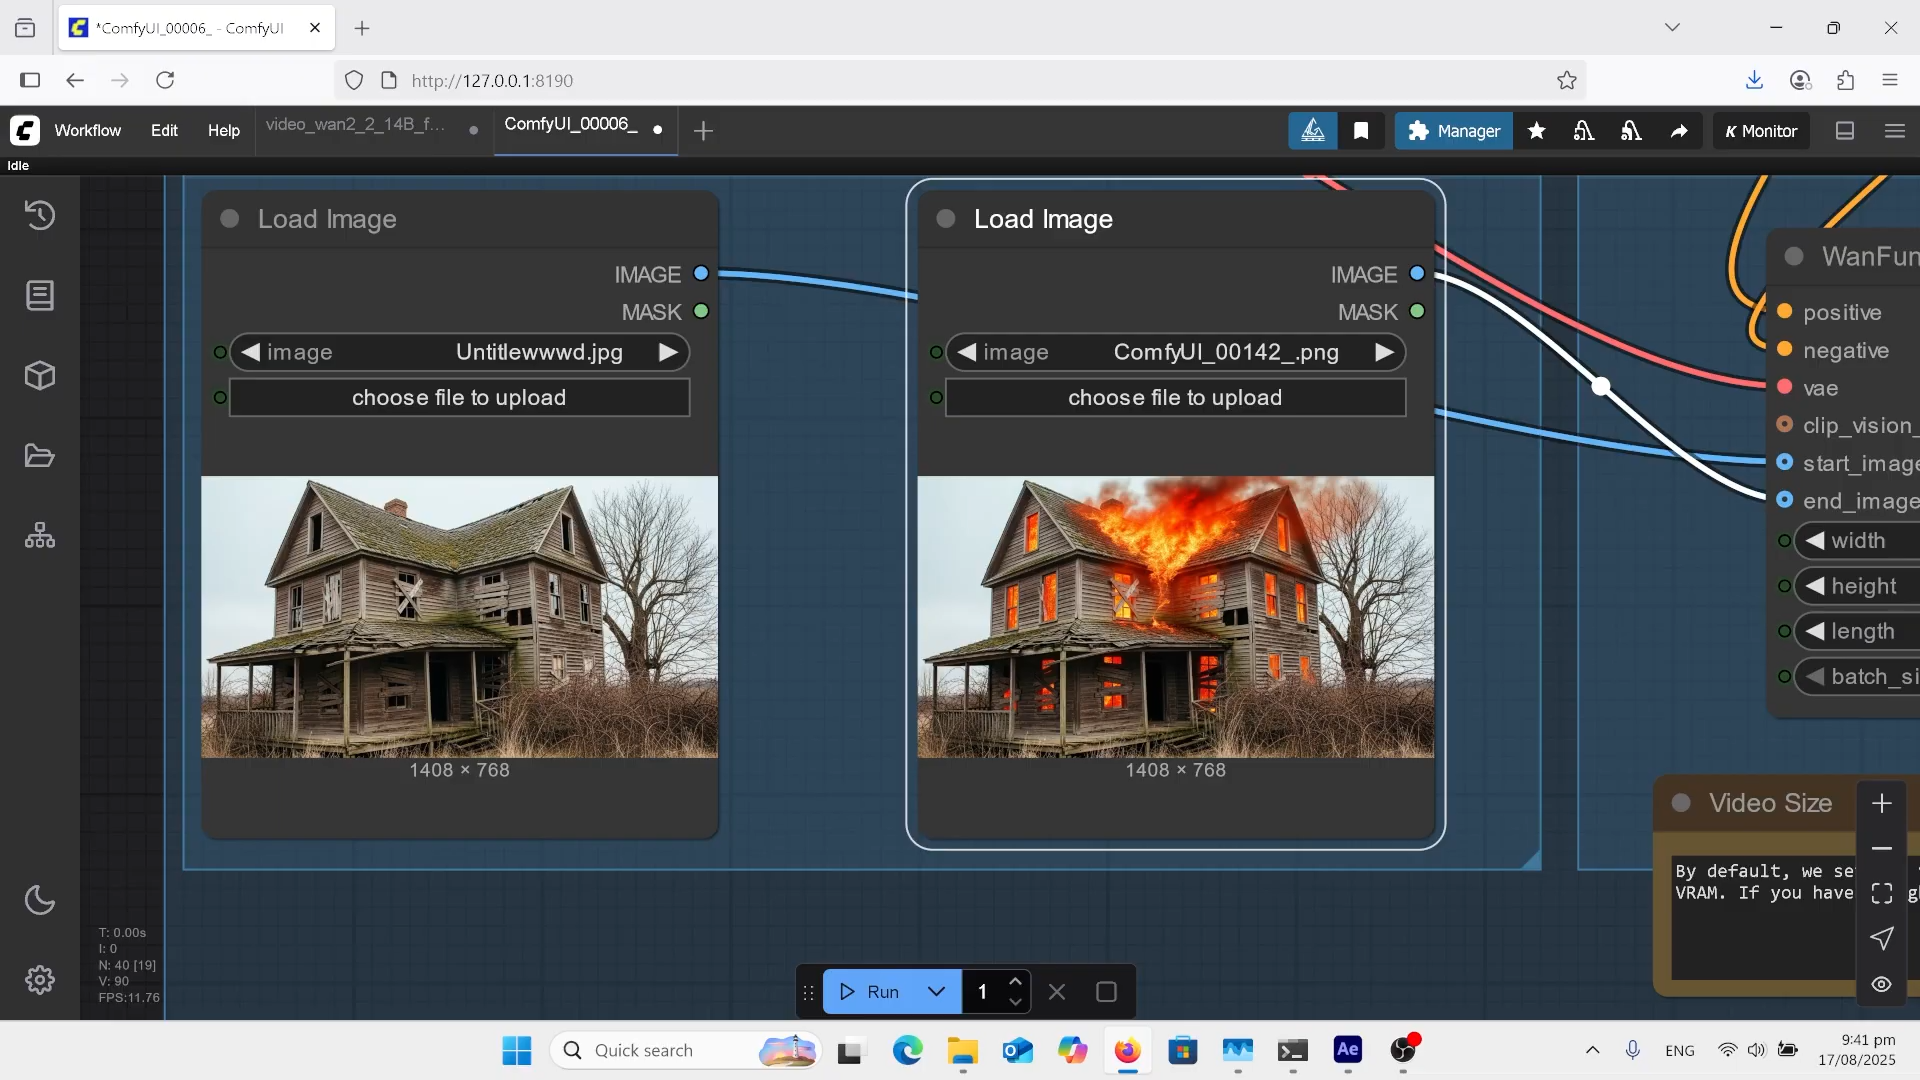 *ComfyUI_00006_ - ComfyUI
http://127.0.0.1:8190
Workflow
Edit
Help
video_wan2_2_14B_f...
ComfyUI_00006_
Manager
Monitor
Idle
Load Image
IMAGE
MASK
image Untitlewwwd.jpg
choose file to upload
1408 × 768
Load Image
IMAGE
MASK
image ComfyUI_00142_.png
choose file to upload
1408 × 768
WanFun
positive
negative
vae
clip_vision_
start_image
end_image
width
height
length
batch_si
Video Size
By default, we se
VRAM. If you have
T: 0.00s
I: 0
N: 40 [19]
V: 90
FPS:11.76
Run
1
Quick search
Ae
ENG
9:41 pm
17/08/2025